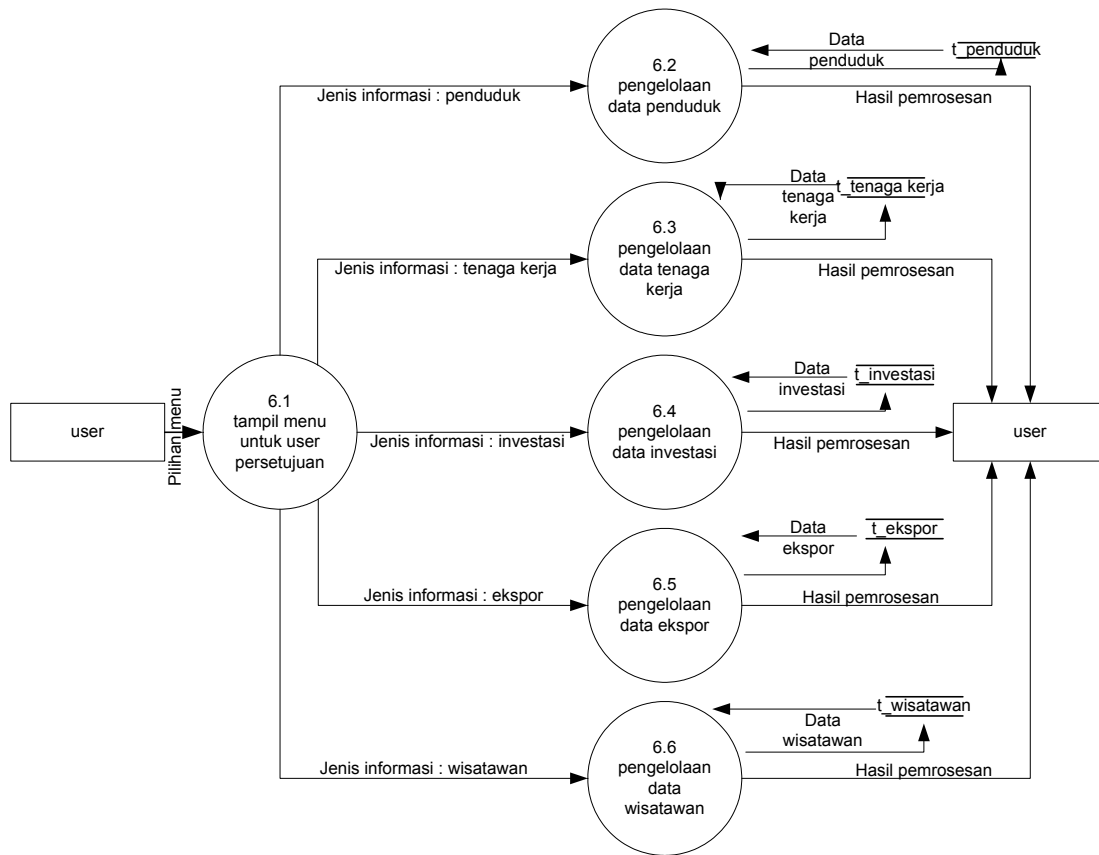 Data
penduduk
t_penduduk
6.2
pengelolaan
data penduduk
Jenis informasi : penduduk
Hasil pemrosesan
Data
tenaga
kerja
t_tenaga kerja
6.3
pengelolaan
data tenaga
kerja
Jenis informasi : tenaga kerja
Hasil pemrosesan
Data
investasi
t_investasi
user
Pilihan menu
6.1
tampil menu
untuk user
persetujuan
Jenis informasi : investasi
6.4
pengelolaan
data investasi
Hasil pemrosesan
user
Data
ekspor
t_ekspor
6.5
pengelolaan
data ekspor
Jenis informasi : ekspor
Hasil pemrosesan
t_wisatawan
Data
wisatawan
6.6
pengelolaan
data
wisatawan
Jenis informasi : wisatawan
Hasil pemrosesan